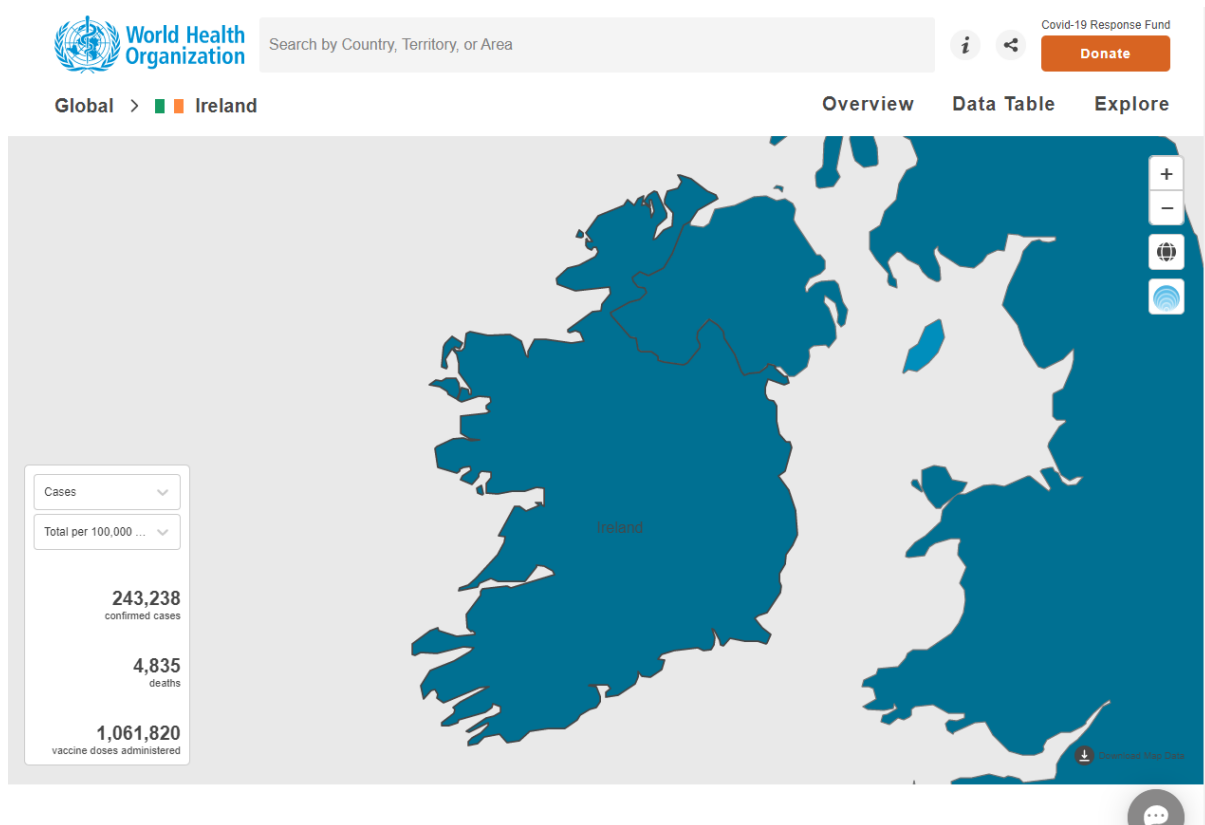 World Health
Organization
Search by Country, Territory, or Area
i
Covid-19 Response Fund
Donate
Global > Ireland
Overview Data Table Explore
+
−
Ireland
Cases
Total per 100,000 ...
243,238
confirmed cases
4,835
deaths
1,061,820
vaccine doses administered
Download Map Data